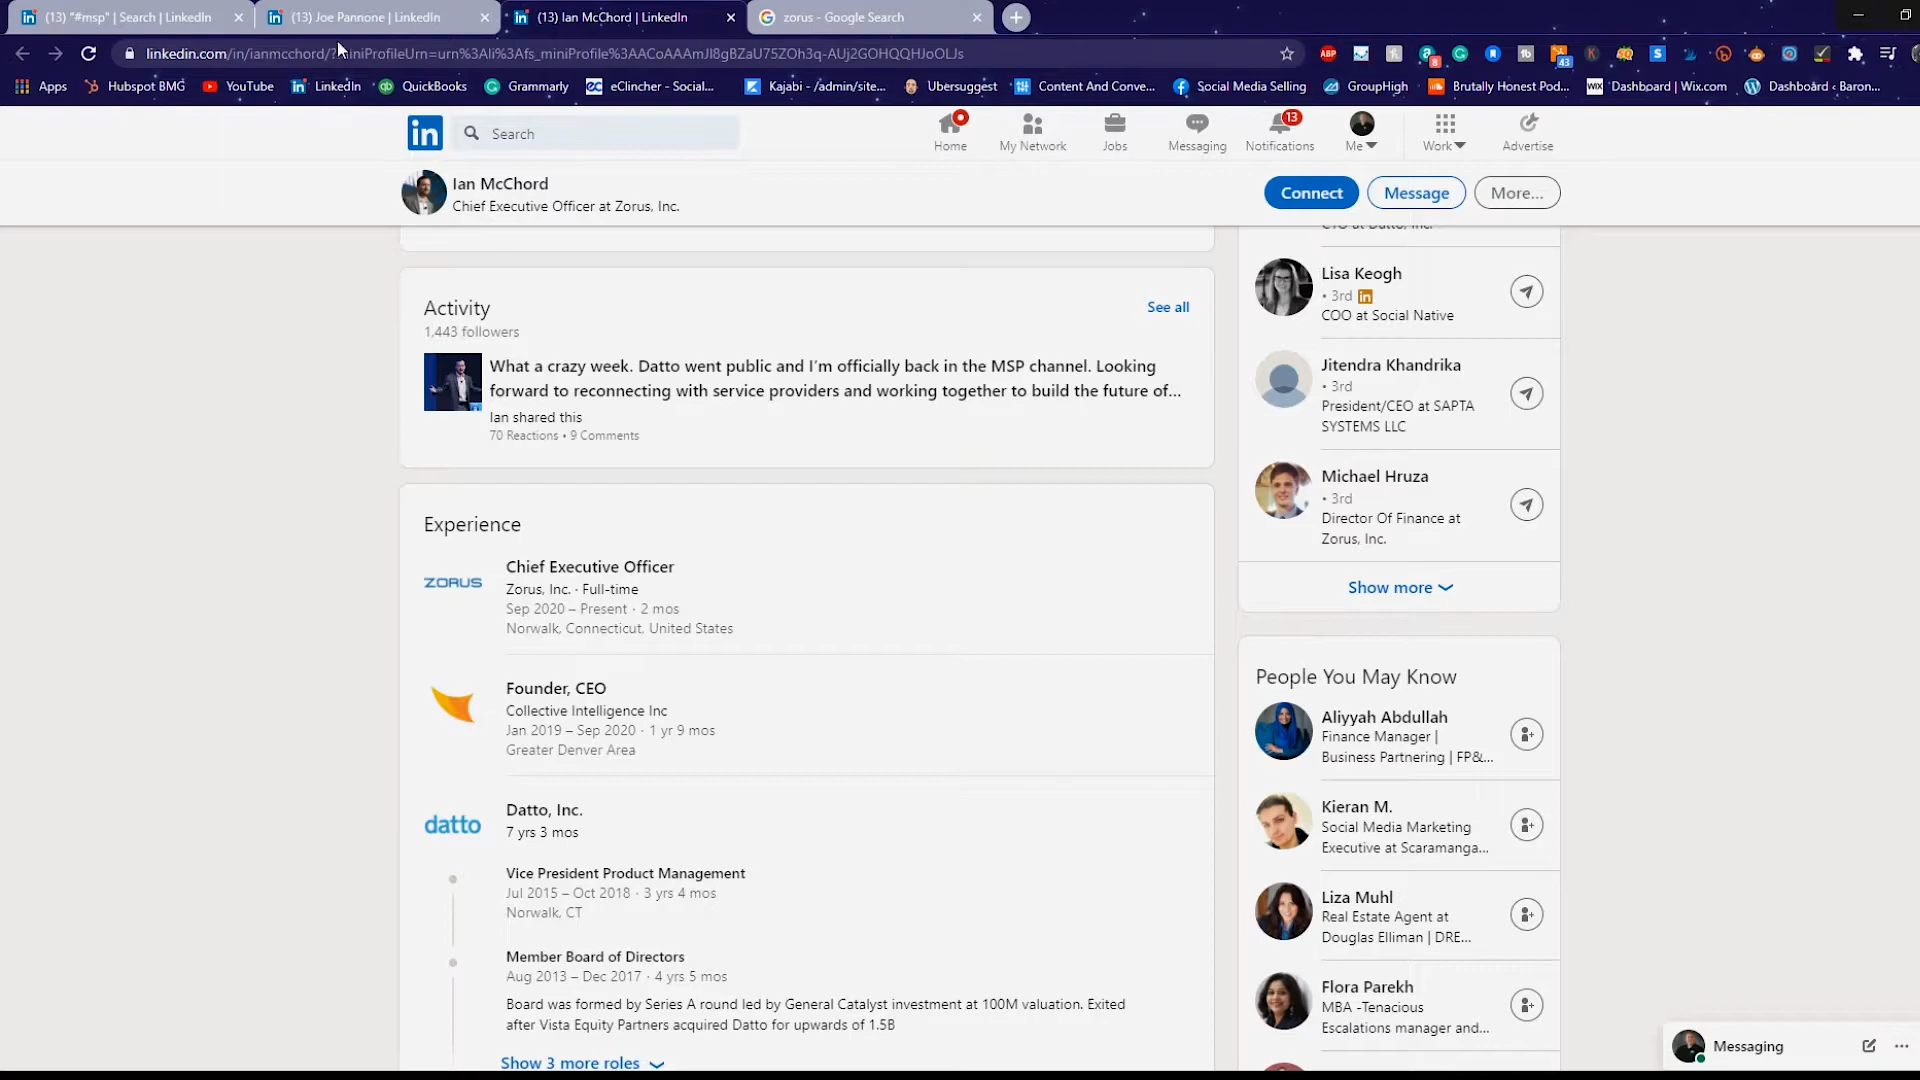 (13) "#msp" | Search | LinkedIn
(13) Joe Pannone | LinkedIn
(13) Ian McChord | LinkedIn
zorus - Google Search
linkedin.com/in/ianmcchord/?miniProfileUrn=urn%3Ali%3Afs_miniProfile%3AACoAAAmJl8gBZaU75ZOh3q-AUj2GOHQQHJoOLJs
ABP
8
43
Apps
Hubspot BMG
YouTube
LinkedIn
QuickBooks
Grammarly
eClincher - Social...
Kajabi - /admin/site...
Ubersuggest
Content And Conve...
Social Media Selling
GroupHigh
Brutally Honest Pod...
WIX
Dashboard | Wix.com
Dashboard ‹ Baron...
in
Search
Home
My Network
Jobs
Messaging
13
Notifications
Me
Work
Advertise
Ian McChord
Chief Executive Officer at Zorus, Inc.
Connect
Message
More...
Activity
See all
1,443 followers
What a crazy week. Datto went public and I'm officially back in the MSP channel. Looking
forward to reconnecting with service providers and working together to build the future of...
Ian shared this
70 Reactions • 9 Comments
Experience
ZORUS
Chief Executive Officer
Zorus, Inc. · Full-time
Sep 2020 – Present · 2 mos
Norwalk, Connecticut, United States
Founder, CEO
Collective Intelligence Inc
Jan 2019 – Sep 2020 · 1 yr 9 mos
Greater Denver Area
datto
Datto, Inc.
7 yrs 3 mos
Vice President Product Management
Jul 2015 – Oct 2018 · 3 yrs 4 mos
Norwalk, CT
Member Board of Directors
Aug 2013 – Dec 2017 · 4 yrs 5 mos
Board was formed by Series A round led by General Catalyst investment at 100M valuation. Exited
after Vista Equity Partners acquired Datto for upwards of 1.5B
Show 3 more roles
CTO at Datto, Inc.
Lisa Keogh
• 3rd in
COO at Social Native
Jitendra Khandrika
• 3rd
President/CEO at SAPTA
SYSTEMS LLC
Michael Hruza
• 3rd
Director Of Finance at
Zorus, Inc.
Show more
People You May Know
Aliyyah Abdullah
Finance Manager |
Business Partnering | FP&...
Kieran M.
Social Media Marketing
Executive at Scaramanga...
Liza Muhl
Real Estate Agent at
Douglas Elliman | DRE...
Flora Parekh
MBA -Tenacious
Escalations manager and...
Messaging